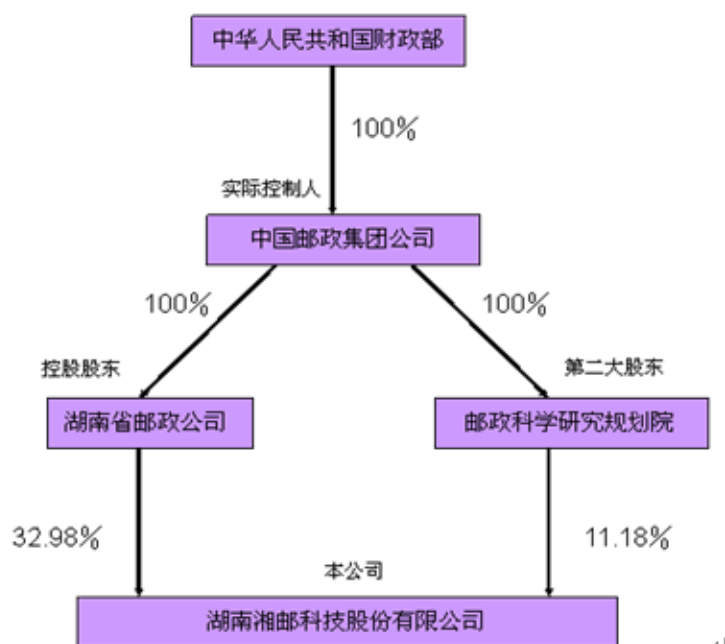 中华人民共和国财政部
100%
实际控制人
中国邮政集团公司
100%
100%
控股股东
第二大股东
湖南省邮政公司
邮政科学研究规划院
32.98%
11.18%
本公司
湖南湘邮科技股份有限公司